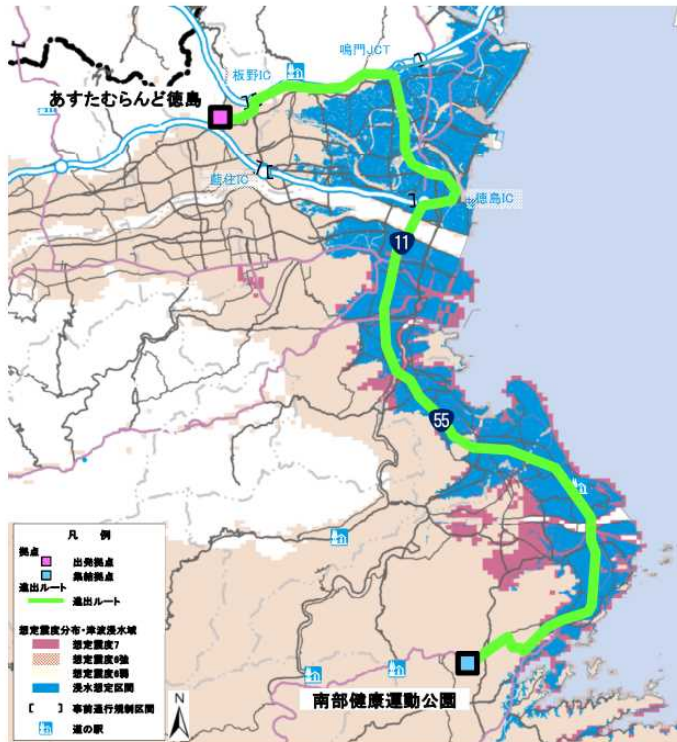 鳴門JCT
板野IC
あすたむらんど徳島
藍住IC
徳島IC
11
55
凡 例
拠点
出発拠点
集結拠点
進出ルート
進出ルート
想定震度分布・津波浸水域
想定震度7
想定震度6強
想定震度6弱
浸水想定区間
事前通行規制区間
道の駅
N
南部健康運動公園